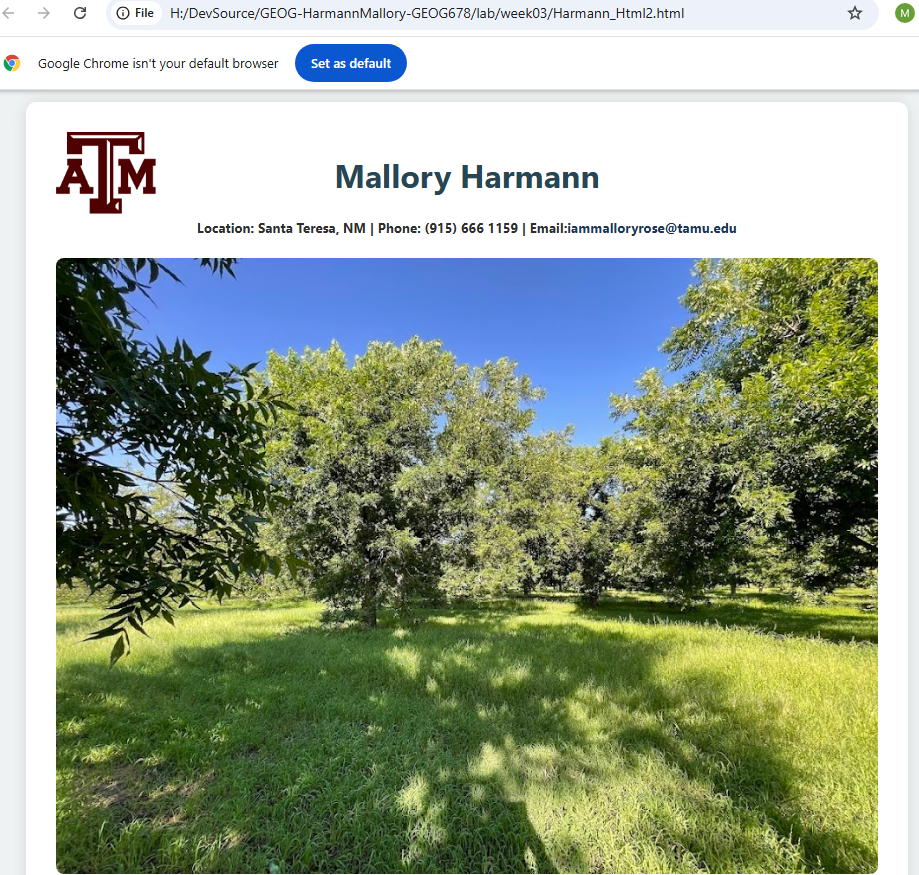 File H:/DevSource/GEOG-HarmannMallory-GEOG678/lab/week03/Harmann_Html2.html M
Google Chrome isn't your default browser Set as default
ATM
Mallory Harmann
Location: Santa Teresa, NM | Phone: (915) 666 1159 | Email:iammalloryrose@tamu.edu